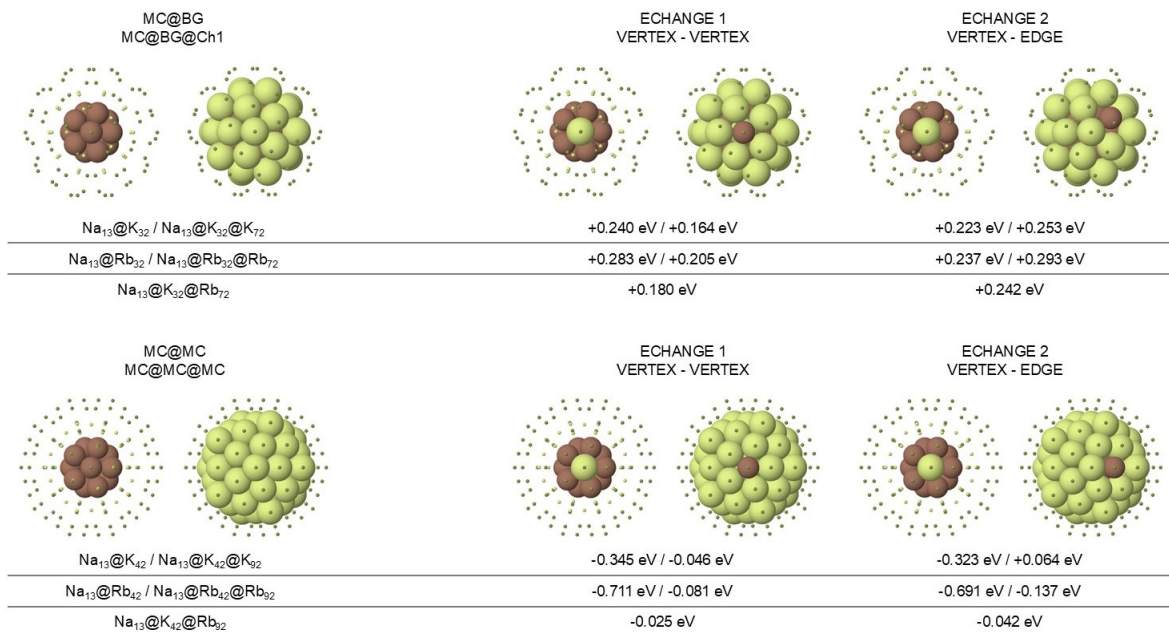 MC@BG
MC@BG@Ch1
ECHANGE 1
VERTEX - VERTEX
ECHANGE 2
VERTEX - EDGE
Na₁₃@K₃₂ / Na₁₃@K₃₂@K₇₂
+0.240 eV / +0.164 eV
+0.223 eV / +0.253 eV
Na₁₃@Rb₃₂ / Na₁₃@Rb₃₂@Rb₇₂
+0.283 eV / +0.205 eV
+0.237 eV / +0.293 eV
Na₁₃@K₃₂@Rb₇₂
+0.180 eV
+0.242 eV
MC@MC
MC@MC@MC
ECHANGE 1
VERTEX - VERTEX
ECHANGE 2
VERTEX - EDGE
Na₁₃@K₄₂ / Na₁₃@K₄₂@K₉₂
-0.345 eV / -0.046 eV
-0.323 eV / +0.064 eV
Na₁₃@Rb₄₂ / Na₁₃@Rb₄₂@Rb₉₂
-0.711 eV / -0.081 eV
-0.691 eV / -0.137 eV
Na₁₃@K₄₂@Rb₉₂
-0.025 eV
-0.042 eV